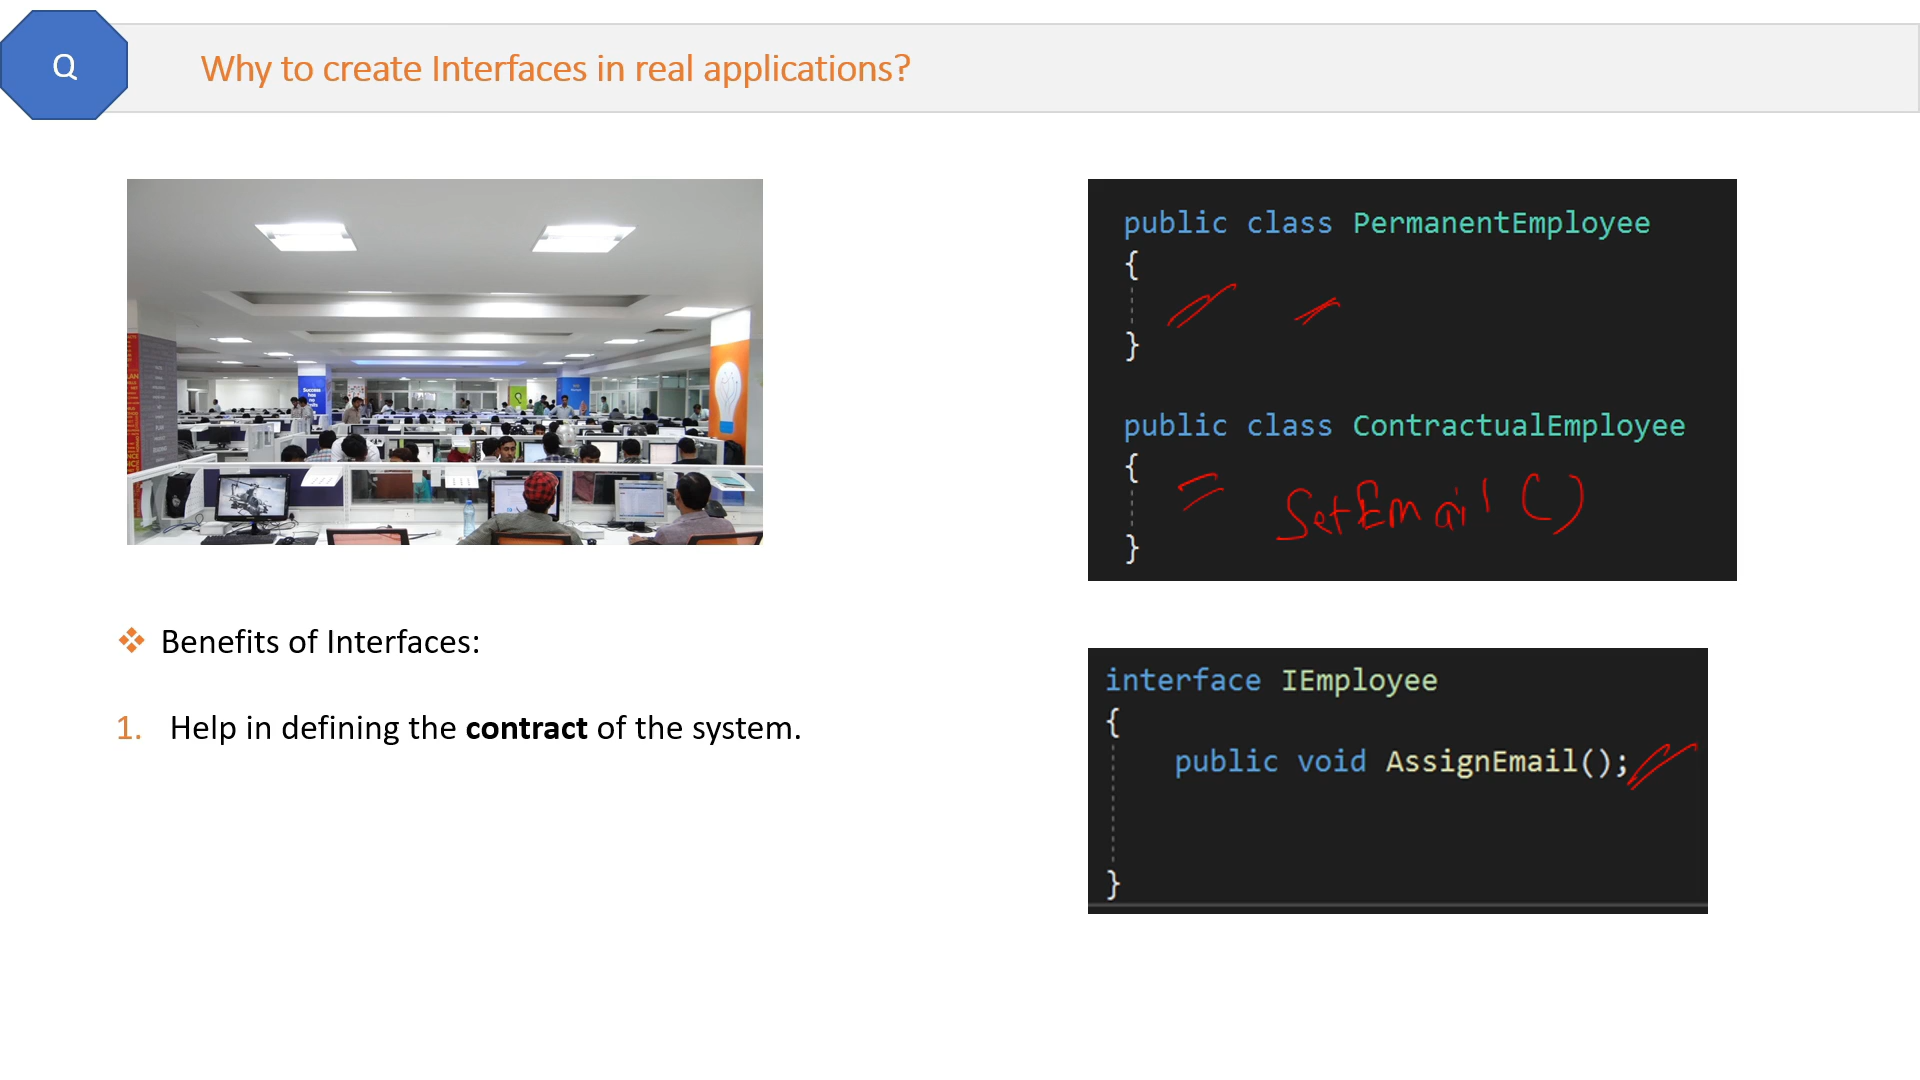 Q
Why to create Interfaces in real applications?
public class PermanentEmployee
{
}
public class ContractualEmployee
{
SetEmail ()
}
Benefits of Interfaces:
1. Help in defining the contract of the system.
interface IEmployee
{
public void AssignEmail();
}